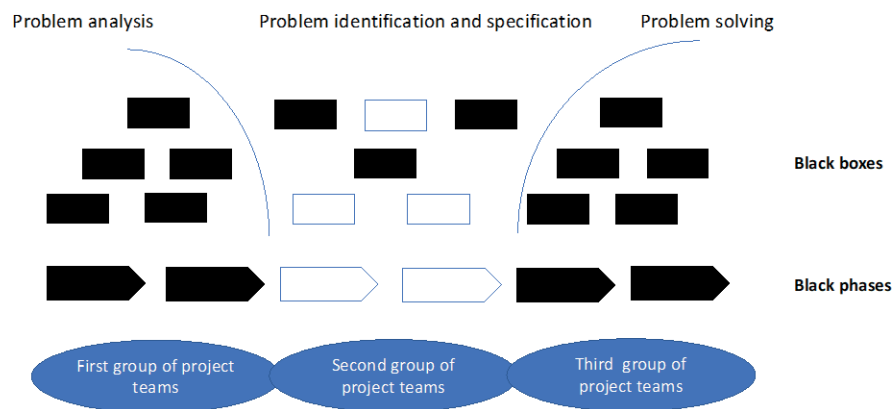 Problem analysis
Problem identification and specification
Problem solving
Black boxes
Black phases
First group of project
teams
Second group of
project teams
Third group of
project teams